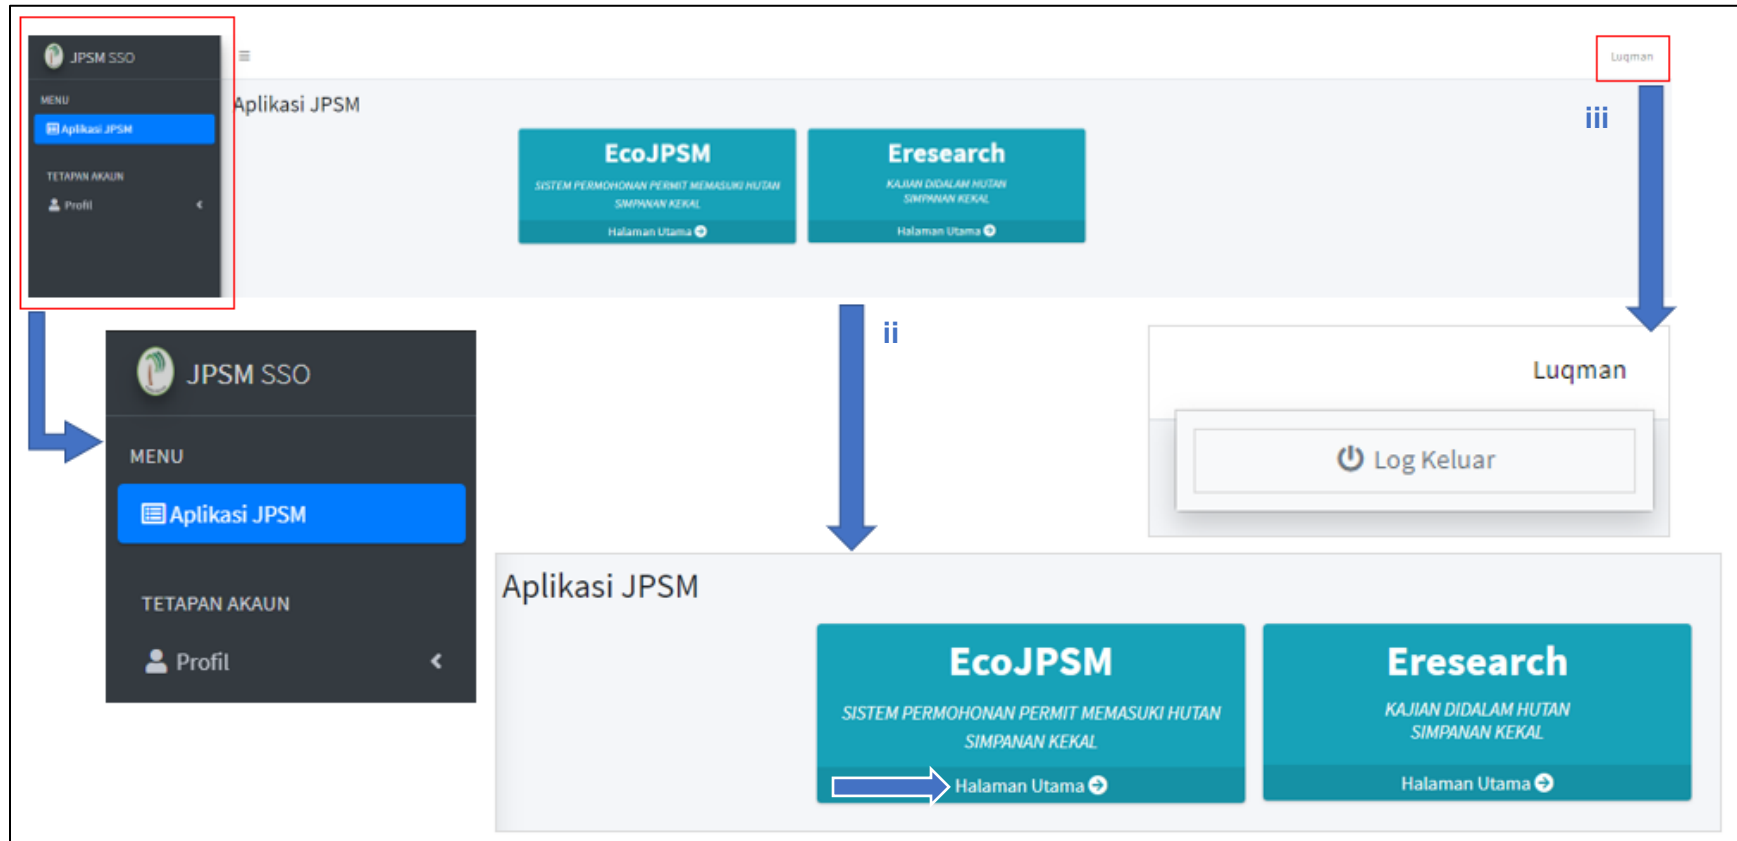 JPSM SSO
Luqman
MENU
Aplikasi JPSM
TETAPAN AKAUN
Profil
Aplikasi JPSM
EcoJPSM
SISTEM PERMOHONAN PERMIT MEMASUKI HUTAN
SIMPANAN KEKAL
Halaman Utama
Eresearch
KAJIAN DIDALAM HUTAN
SIMPANAN KEKAL
Halaman Utama
iii
ii
JPSM SSO
MENU
Aplikasi JPSM
TETAPAN AKAUN
Profil
Luqman
Log Keluar
Aplikasi JPSM
EcoJPSM
SISTEM PERMOHONAN PERMIT MEMASUKI HUTAN
SIMPANAN KEKAL
Halaman Utama
Eresearch
KAJIAN DIDALAM HUTAN
SIMPANAN KEKAL
Halaman Utama